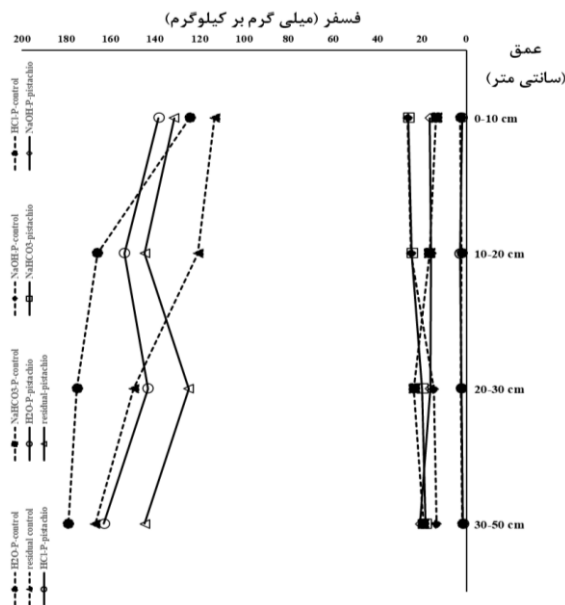 فسفر (میلی گرم بر کیلوگرم)
عمق
(سانتی متر)
200 180 160 140 120 100 80 60 40 20 0
0-10 cm
10-20 cm
20-30 cm
30-50 cm
HCl-P-control
NaOH-P-pistachio
NaOH-P-control
NaHCO3-P-pistachio
NaHCO3-P-control
H2O-P-pistachio
residual-pistachio
H2O-P-control
residual control
HCl-P-pistachio